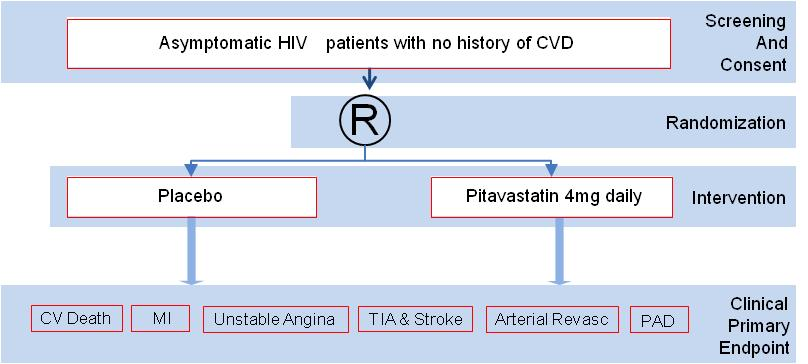 Asymptomatic HIV patients with no history of CVD
Screening
And
Consent
R
Randomization
Placebo
Pitavastatin 4mg daily
Intervention
CV Death
MI
Unstable Angina
TIA & Stroke
Arterial Revasc
PAD
Clinical
Primary
Endpoint